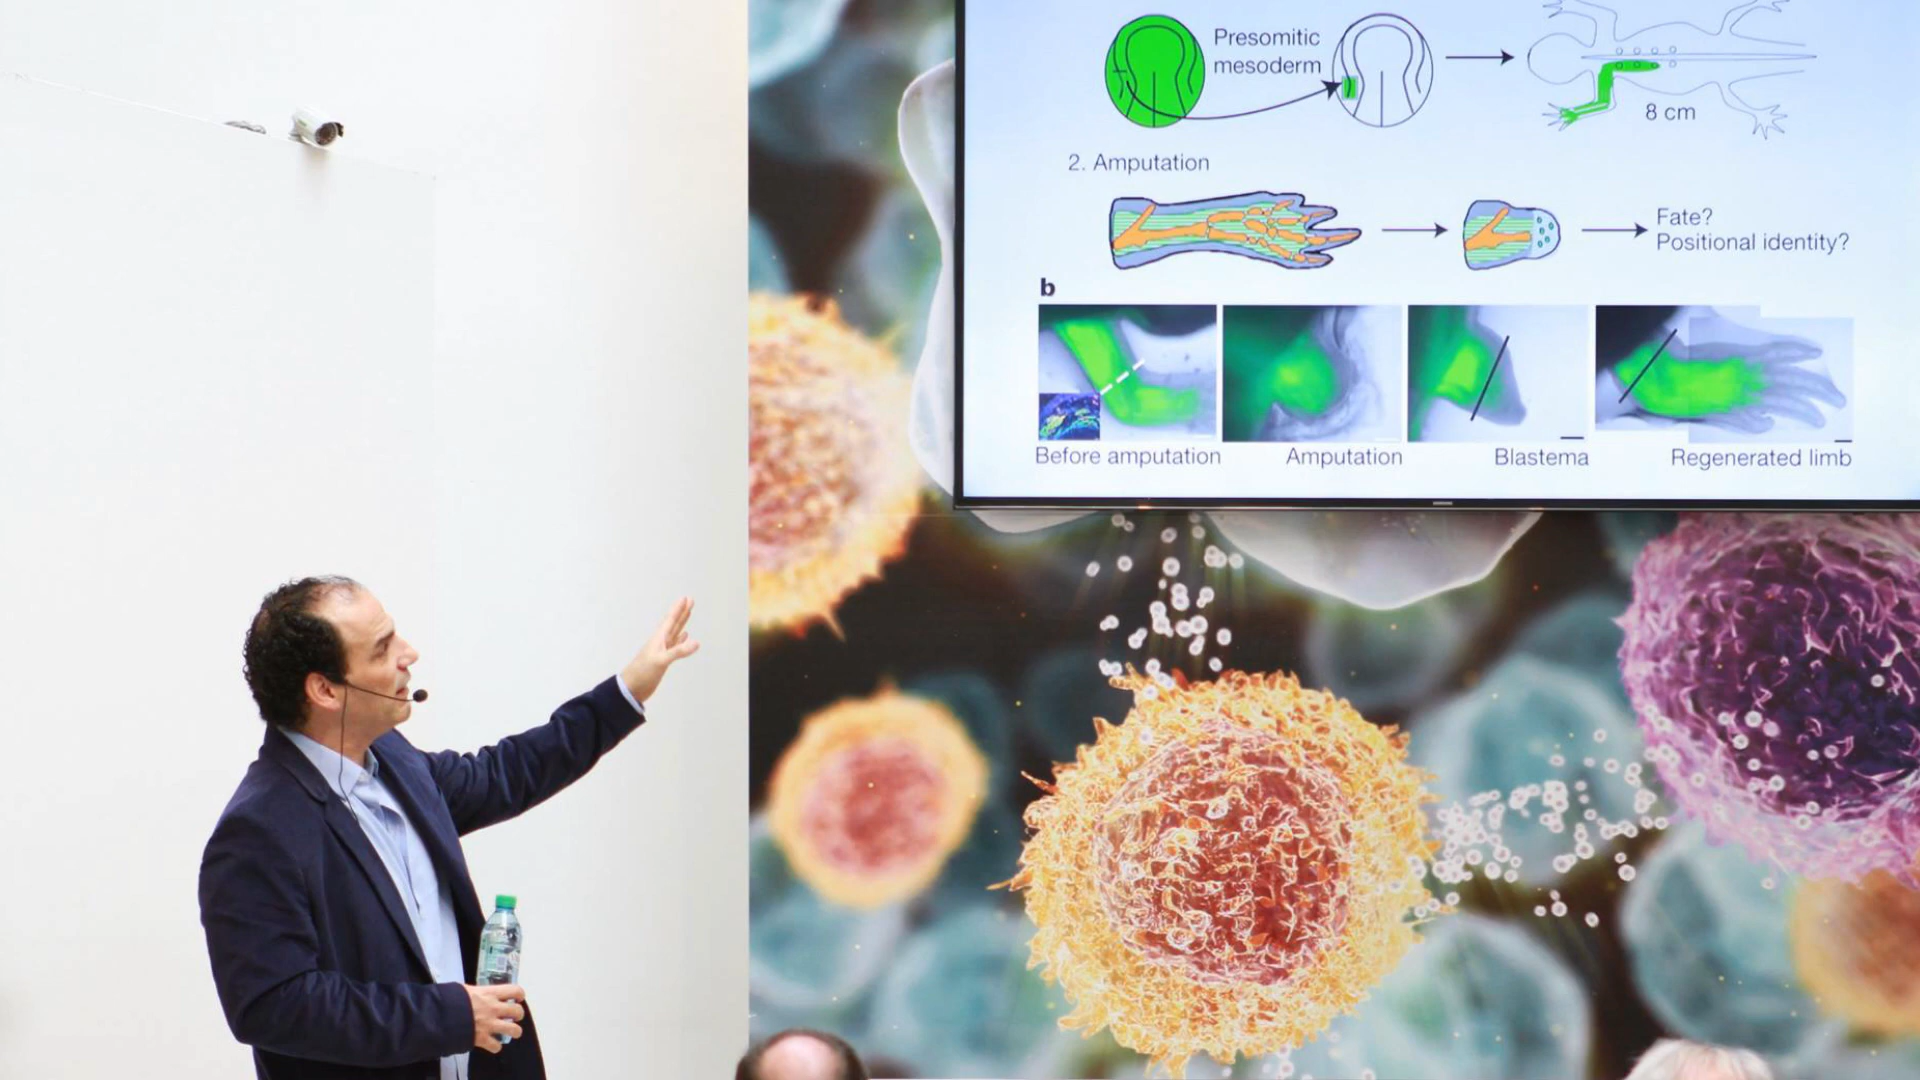 Presomitic
mesoderm
8 cm
2. Amputation
Fate?
Positional identity?
b
Before amputation
Amputation
Blastema
Regenerated limb